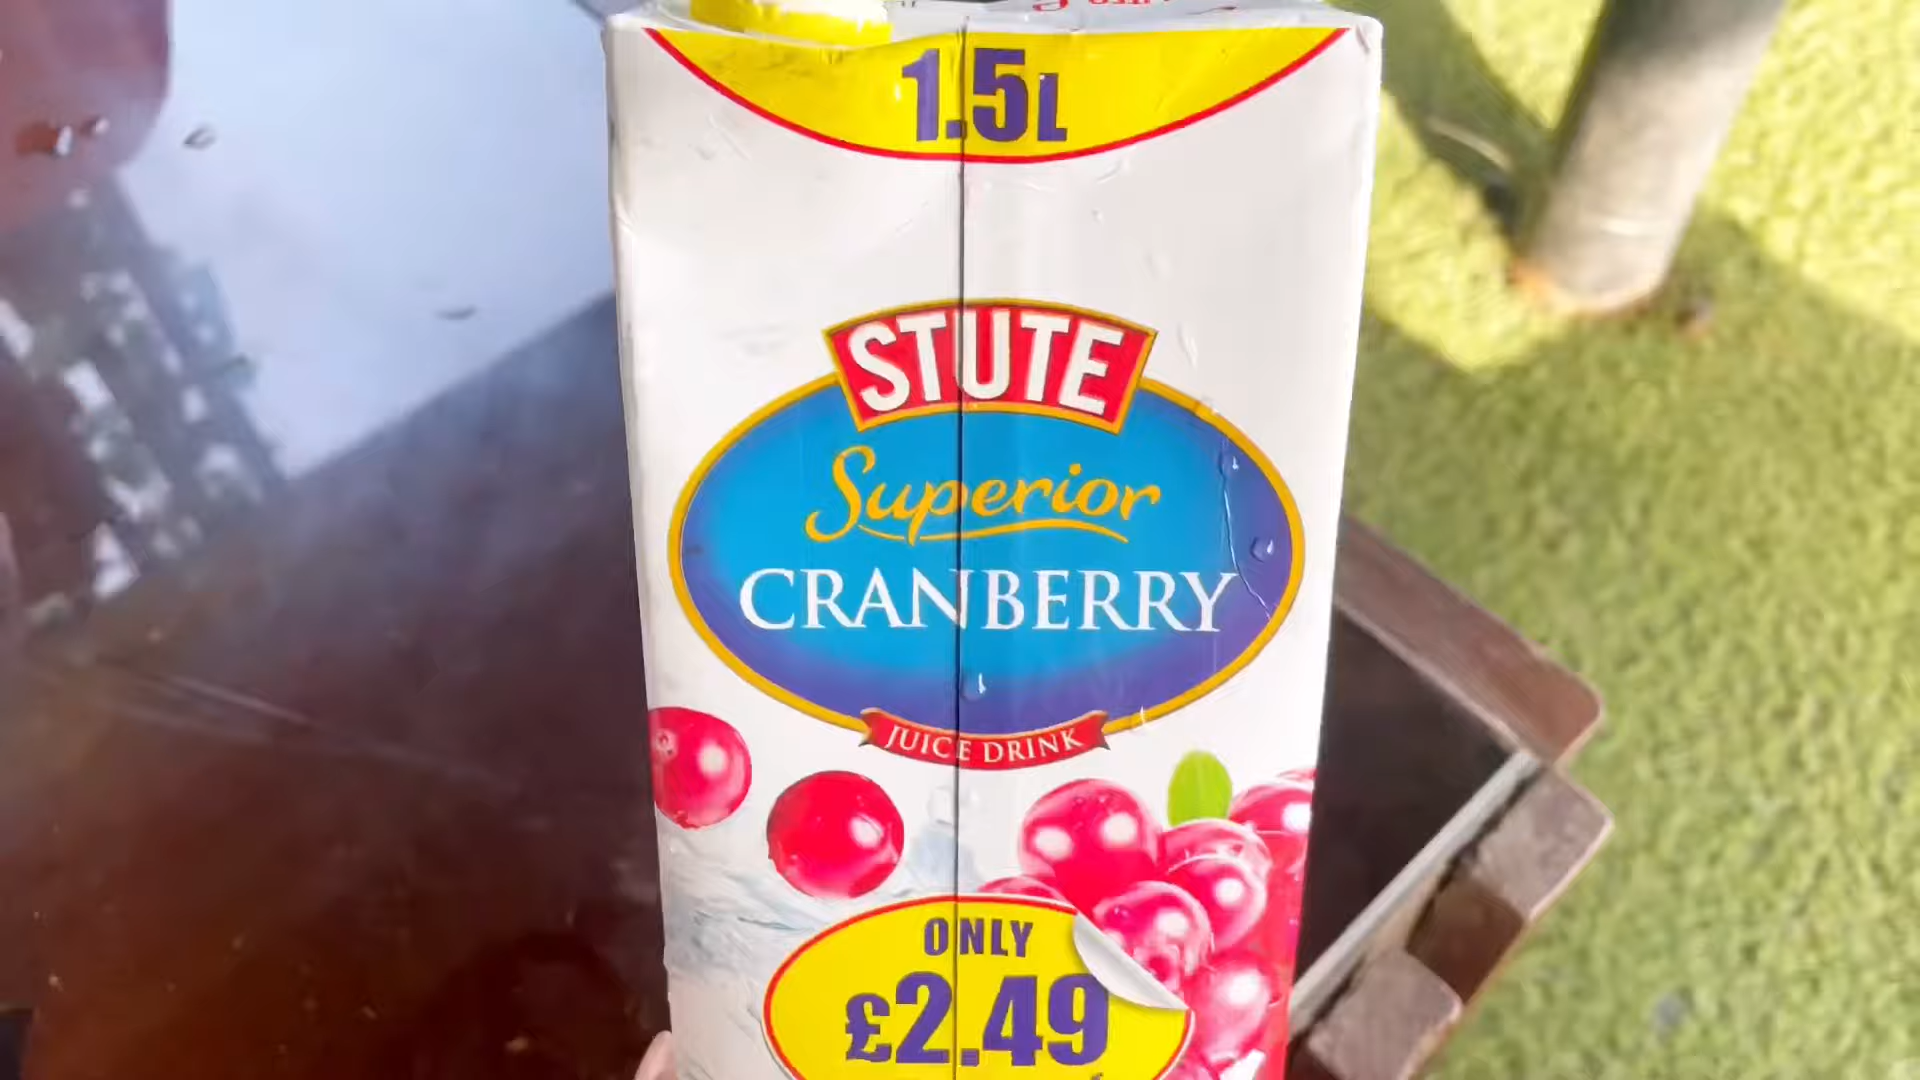 1.5L
STUTE
Superior
CRANBERRY
JUICE DRINK
ONLY
£2.49